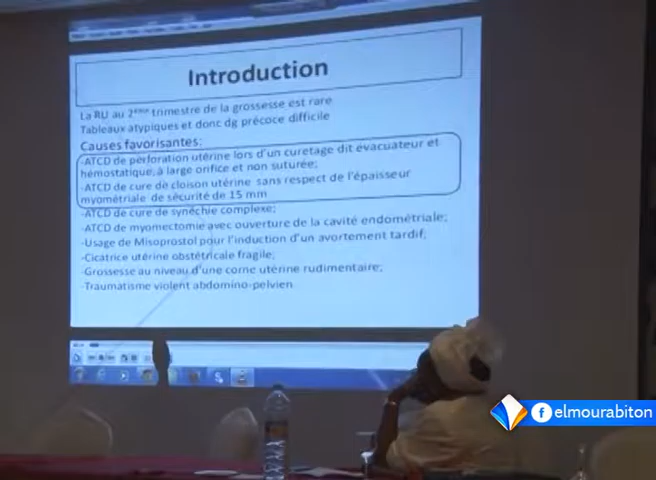 Introduction
La RU au 2ème trimestre de la grossesse est rare
Tableaux atypiques et donc dg précoce difficile
Causes favorisantes:
-ATCD de perforation utérine lors d'un curetage dit évacuateur et
hémostatique, à large orifice et non suturée;
-ATCD de cure de cloison utérine sans respect de l'épaisseur
myométriale de sécurité de 15 mm
-ATCD de cure de synéchie complexe;
-ATCD de myomectomie avec ouverture de la cavité endométriale;
-Usage de Misoprostol pour l'induction d'un avortement tardif;
-Cicatrice utérine obstétricale fragile;
-Grossesse au niveau d'une corne utérine rudimentaire;
-Traumatisme violent abdomino-pelvien
elmourabiton